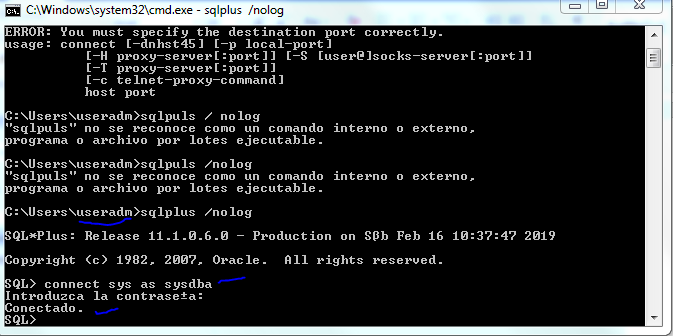 C:\Windows\system32\cmd.exe - sqlplus /nolog
ERROR: You must specify the destination port correctly.
usage: connect [-dnhst45] [-p local-port]
[-H proxy-server[:port]] [-S [user@]socks-server[:port]]
[-T proxy-server[:port]]
[-c telnet-proxy-command]
host port
C:\Users\useradm>sqlpuls / nolog
"sqlpuls" no se reconoce como un comando interno o externo,
programa o archivo por lotes ejecutable.
C:\Users\useradm>sqlpuls /nolog
"sqlpuls" no se reconoce como un comando interno o externo,
programa o archivo por lotes ejecutable.
C:\Users\useradm>sqlplus /nolog
SQL*Plus: Release 11.1.0.6.0 - Production on Sßb Feb 16 10:37:47 2019
Copyright (c) 1982, 2007, Oracle.  All rights reserved.
SQL> connect sys as sysdba
Introduzca la contrase±a:
Conectado.
SQL>